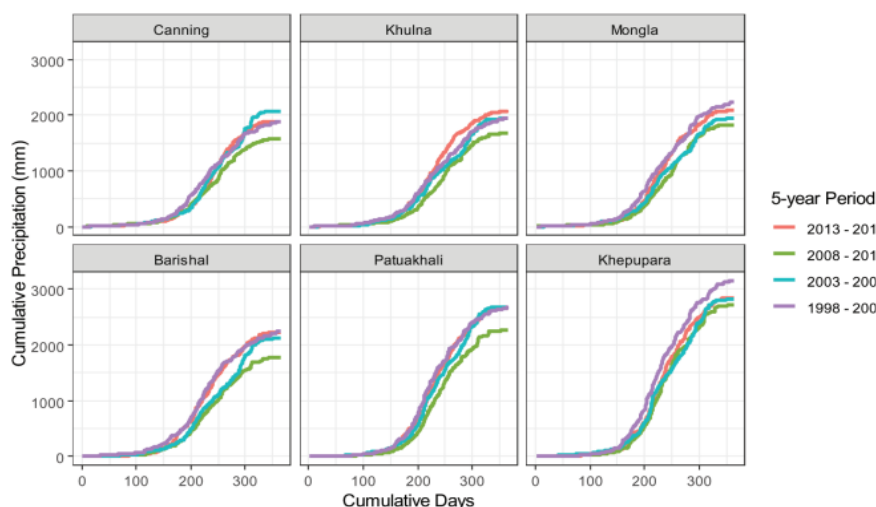 Canning
Khulna
Mongla
3000
2000
1000
0
Barishal
Patuakhali
Khepupara
3000
2000
1000
0
0 100 200 300
0 100 200 300
0 100 200 300
Cumulative Precipitation (mm)
Cumulative Days
5-year Period
2013 - 201
2008 - 201
2003 - 200
1998 - 200